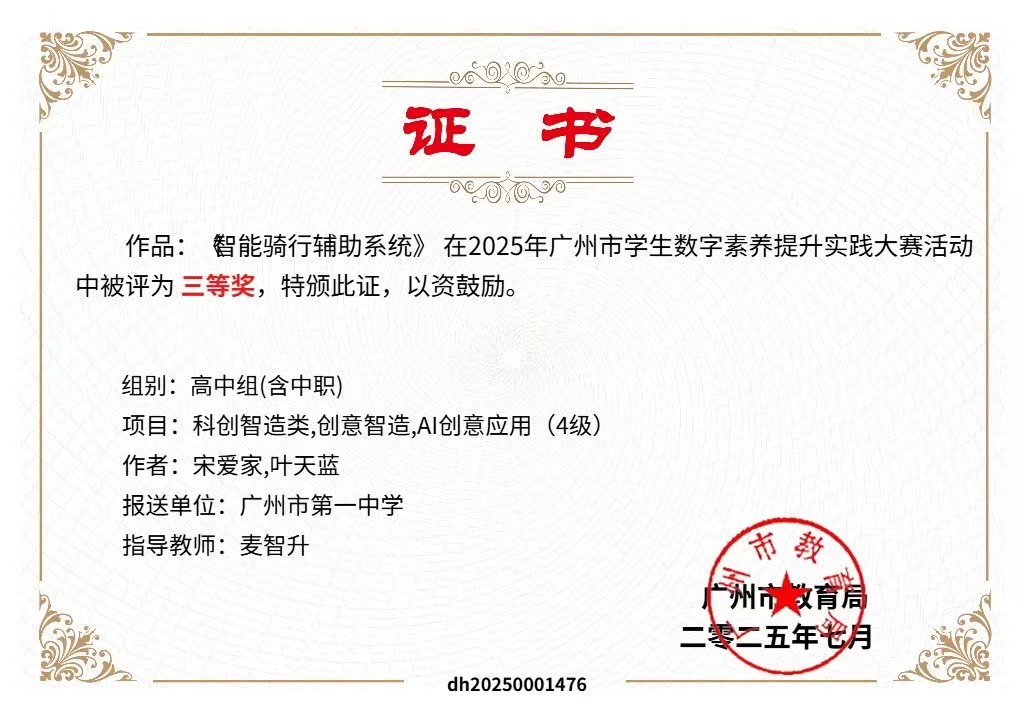 证 书
作品：《智能骑行辅助系统》 在2025年广州市学生数字素养提升实践大赛活动
中被评为 三等奖，特颁此证，以资鼓励。
组别：高中组(含中职)
项目：科创智造类,创意智造,AI创意应用（4级）
作者：宋爱家,叶天蓝
报送单位：广州市第一中学
指导教师：麦智升
广州市教育局
广州市教育局
二零二五年七月
dh20250001476